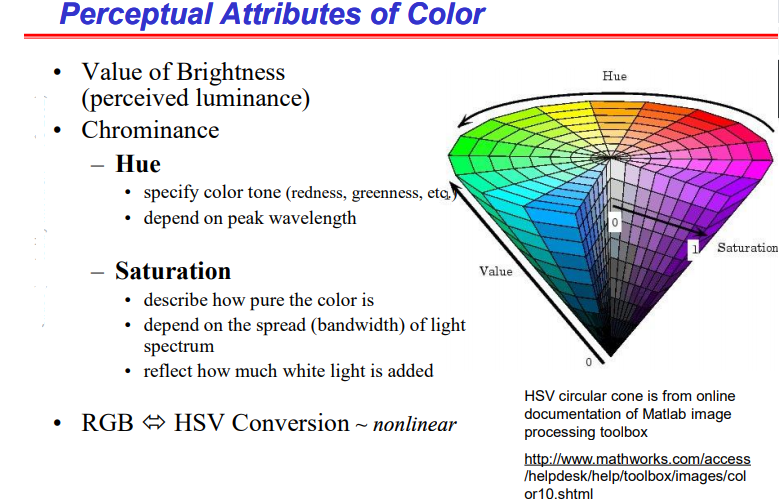 Perceptual Attributes of Color
• Value of Brightness
(perceived luminance)
• Chrominance
– Hue
• specify color tone (redness, greenness, etc.)
• depend on peak wavelength
– Saturation
• describe how pure the color is
• depend on the spread (bandwidth) of light
spectrum
• reflect how much white light is added
• RGB ⇔ HSV Conversion ~ nonlinear
Hue
0
1
Saturation
Value
1
0
HSV circular cone is from online
documentation of Matlab image
processing toolbox
http://www.mathworks.com/access
/helpdesk/help/toolbox/images/col
or10.shtml